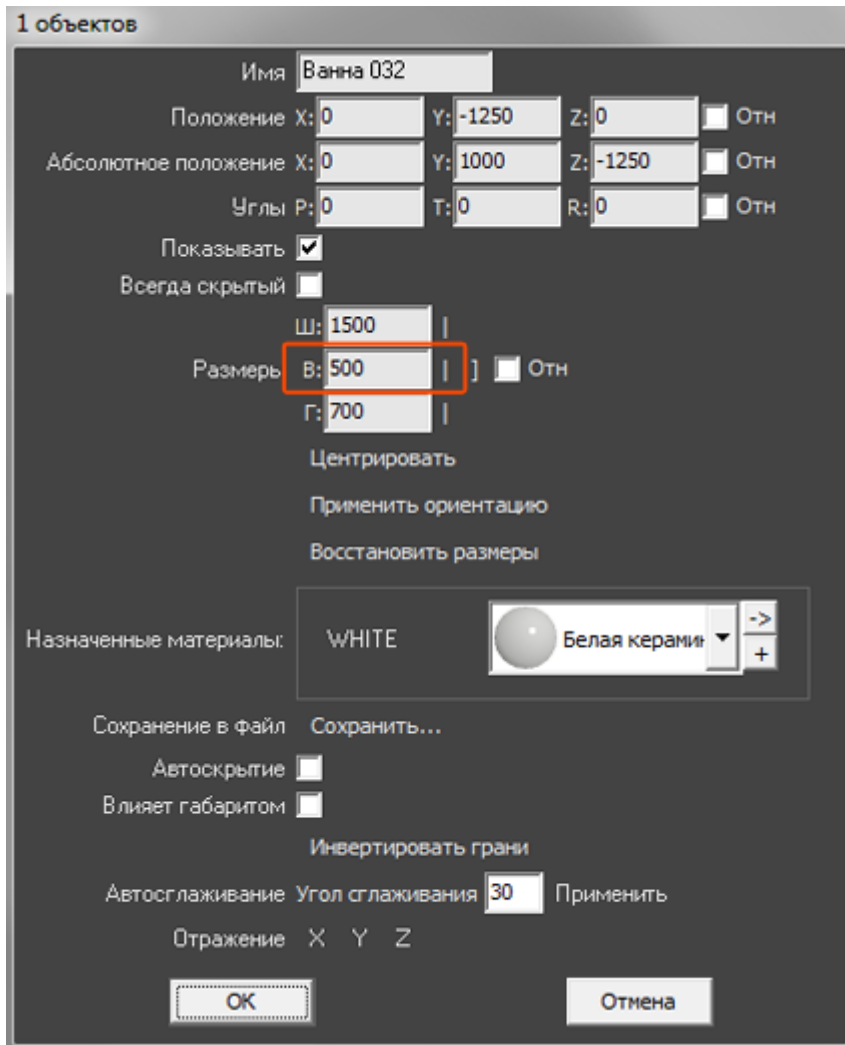 1 объектов
Имя Ванна 032
Положение X: 0 Y: -1250 Z: 0 Отн
Абсолютное положение X: 0 Y: 1000 Z: -1250 Отн
Углы P: 0 T: 0 R: 0 Отн
Показывать
Всегда скрытый
Ш: 1500 |
Размеры В: 500 | ] Отн
Г: 700 |
Центрировать
Применить ориентацию
Восстановить размеры
Назначенные материалы: WHITE Белая керамик ->
+
Сохранение в файл Сохранить...
Автоскрытие
Влияет габаритом
Инвертировать грани
Автосглаживание Угол сглаживания 30 Применить
Отражение X Y Z
OK Отмена